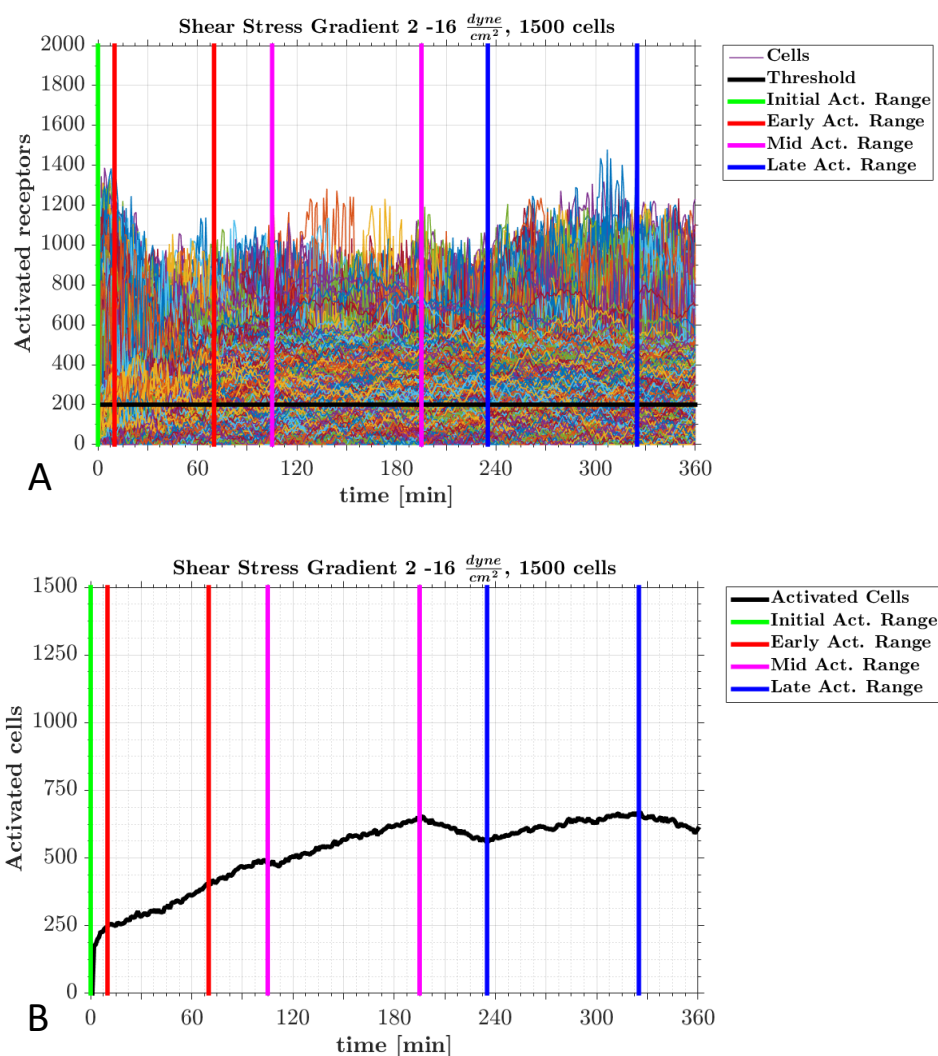 Shear Stress Gradient 2 -16 dyne/cm², 1500 cells
2000
1800
1600
1400
1200
1000
800
600
400
200
0
Activated receptors
0 60 120 180 240 300 360
time [min]
A
Cells
Threshold
Initial Act. Range
Early Act. Range
Mid Act. Range
Late Act. Range
Shear Stress Gradient 2 -16 dyne/cm², 1500 cells
1500
1250
1000
750
500
250
0
Activated cells
0 60 120 180 240 300 360
time [min]
B
Activated Cells
Initial Act. Range
Early Act. Range
Mid Act. Range
Late Act. Range